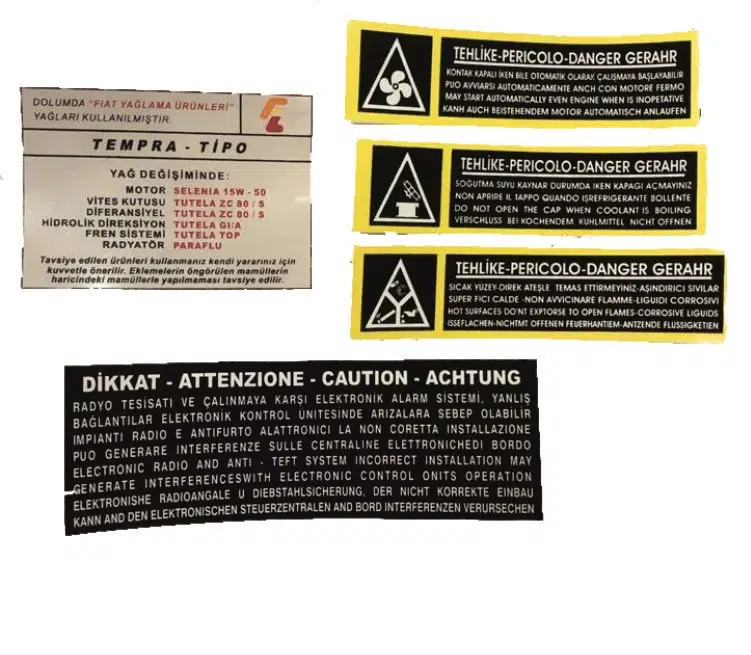 DOLUMDA "FIAT YAĞLAMA ÜRÜNLERİ"
YAĞLARI KULLANILMIŞTIR.
FL
TEMPRA - TİPO
YAĞ DEĞİŞİMİNDE:
MOTOR SELENIA 15W - 50
VİTES KUTUSU TUTELA ZC 80 / S
DİFERANSİYEL TUTELA ZC 80 / S
HİDROLİK DİREKSİYON TUTELA GI/A
FREN SİSTEMİ TUTELA TOP
RADYATÖR PARAFLU
Tavsiye edilen ürünleri kullanmanız kendi yararınız için
kuvvetle önerilir. Eklemelerin öngörülen mamüllerin
haricindeki mamüllerle yapılmaması tavsiye edilir.
TEHLİKE-PERICOLO-DANGER GERAHR
KONTAK KAPALI İKEN BİLE OTOMATİK OLARAK ÇALIŞMAYA BAŞLAYABİLİR
PUO AVVIARSI AUTOMATICAMENTE ANCH CON MOTORE FERMO
MAY START AUTOMATICALLY EVEN ENGINE WHEN IS INOPETATIVE
KANH AUCH BEISTEHENDEM MOTOR AUTOMATISCH ANLAUFEN
TEHLİKE-PERICOLO-DANGER GERAHR
SOGUTMA SUYU KAYNAR DURUMDA IKEN KAPAGI AÇMAYINIZ
NON APRIRE IL TAPPO QUANDO ISREFRIGERANTE BOLLENTE
DO NOT OPEN THE CAP WHEN COOLANT IS BOILING
VERSCHLUSS BEI KOCHENDEM KUHLMITTEL NICHT OFFNEN
TEHLİKE-PERICOLO-DANGER GERAHR
SICAK YÜZEY-DİREK ATEŞLE TEMAS ETTİRMEYİNİZ-AŞINDIRICI SIVILAR
SUPER FICI CALDE -NON AVVICINARE FLAMME-LIGUIDI CORROSIVI
HOT SURFACES DO'NT EXPTORSE TO OPEN FLAMES-CORROSIVE LIGUIDS
ISSEFLACHEN-NICHTMT OFFENEN FEUERHANTIEM-ANTZENDE FLUSSIGKETIEN
DİKKAT - ATTENZIONE - CAUTION - ACHTUNG
RADYO TESİSATI VE ÇALINMAYA KARŞI ELEKTRONİK ALARM SİSTEMİ, YANLIŞ
BAĞLANTILAR ELEKTRONİK KONTROL ÜNİTESİNDE ARIZALARA SEBEP OLABİLİR
IMPIANTI RADIO E ANTIFURTO ALATTRONICI LA NON CORETTA INSTALLAZIONE
PUO GENERARE INTERFERENZE SULLE CENTRALINE ELETTRONICHEDI BORDO
ELECTRONIC RADIO AND ANTI - TEFT SYSTEM INCORRECT INSTALLATION MAY
GENERATE INTERFERENCESWITH ELECTRONIC CONTROL ONITS OPERATION
ELEKTRONISHE RADIOANGALE U DIEBSTAHLSICHERUNG, DER NICHT KORREKTE EINBAU
KANN AND DEN ELEKTRONISCHEN STEUERZENTRALEN AND BORD INTERFERENZEN VERURSECHEN